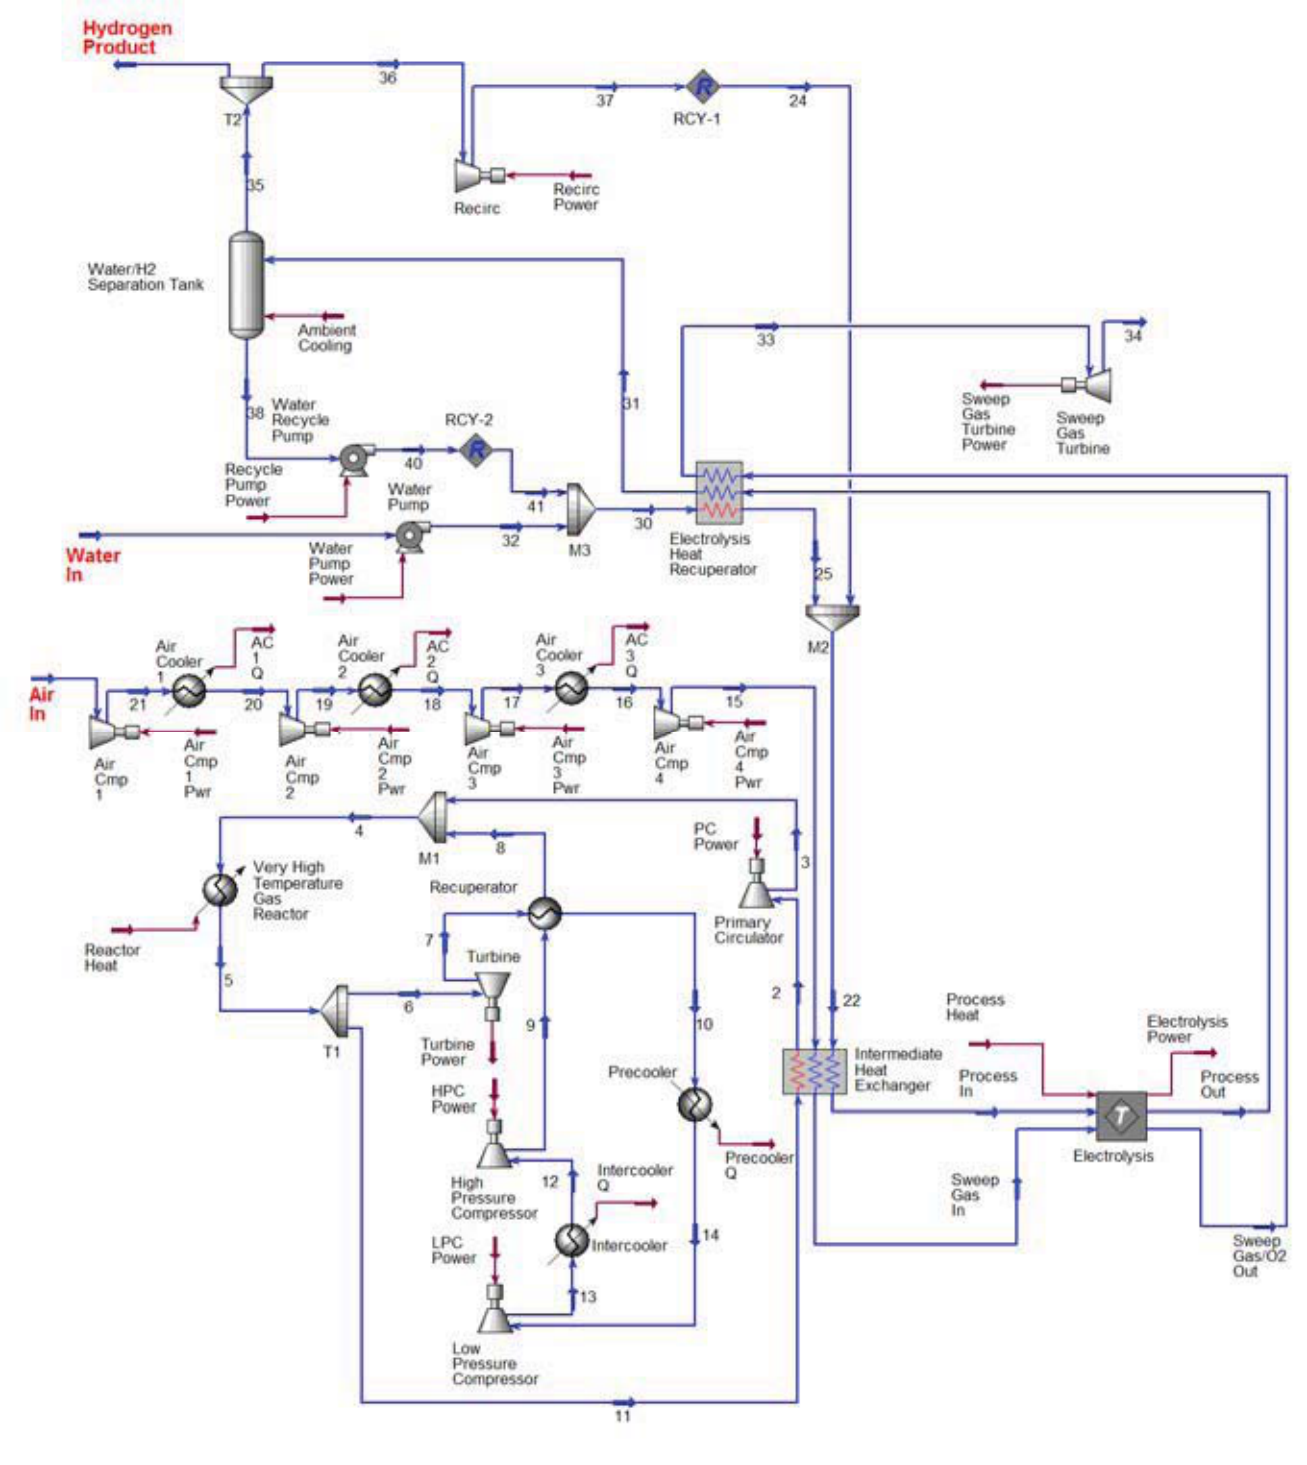 Hydrogen
Product
36
37
24
RCY-1
T2
35
Recirc
Recirc
Power
Water/H2
Separation Tank
Ambient
Cooling
33
34
31
Sweep
Gas
Turbine
Power
Sweep
Gas
Turbine
38
Water
Recycle
Pump
RCY-2
40
Recycle
Pump
Power
Water
Pump
41
30
32
M3
Electrolysis
Heat
Recuperator
Water
In
Water
Pump
Power
25
M2
Air
Cooler
1
AC
1
Q
Air
Cooler
2
AC
2
Q
Air
Cooler
3
AC
3
Q
Air
In
21
20
19
18
17
16
15
Air
Cmp
1
Air
Cmp
1
Pwr
Air
Cmp
2
Air
Cmp
2
Pwr
Air
Cmp
3
Air
Cmp
3
Pwr
Air
Cmp
4
Air
Cmp
4
Pwr
4
M1
8
PC
Power
3
Very High
Temperature
Gas
Reactor
Recuperator
Primary
Circulator
Reactor
Heat
7
Turbine
5
6
2
22
T1
9
10
Turbine
Power
HPC
Power
Precooler
Intermediate
Heat
Exchanger
Process
Heat
Electrolysis
Power
Process
In
Process
Out
Electrolysis
Precooler
Q
12
Intercooler
Q
High
Pressure
Compressor
Sweep
Gas
In
LPC
Power
Intercooler
14
Sweep
Gas/O2
Out
13
Low
Pressure
Compressor
11